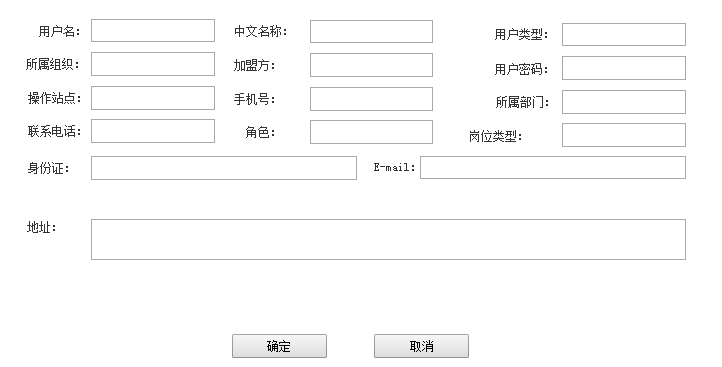 用户名： 中文名称： 用户类型：
所属组织： 加盟方： 用户密码：
操作站点： 手机号： 所属部门：
联系电话： 角色： 岗位类型：
身份证： E-mail：
地址：
确定 取消